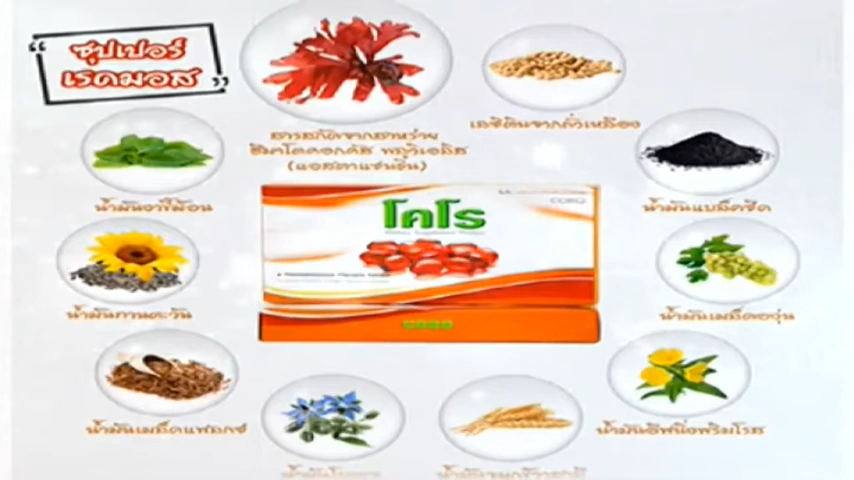 “ ซุปเปอร์
เรดมอส ”
สารสกัดจากสาหร่าย
ฮีมาโตคอกคัส พลูวิเอลิส
(แอสตาแซนธิน)
เลซิตินจากถั่วเหลือง
น้ำมันงาขี้ม้อน
น้ำมันแบล็คซีด
โคโร
น้ำมันทานตะวัน
น้ำมันเมล็ดองุ่น
น้ำมันเมล็ดแฟลกซ์
น้ำมันอีฟนิ่งพริมโรส